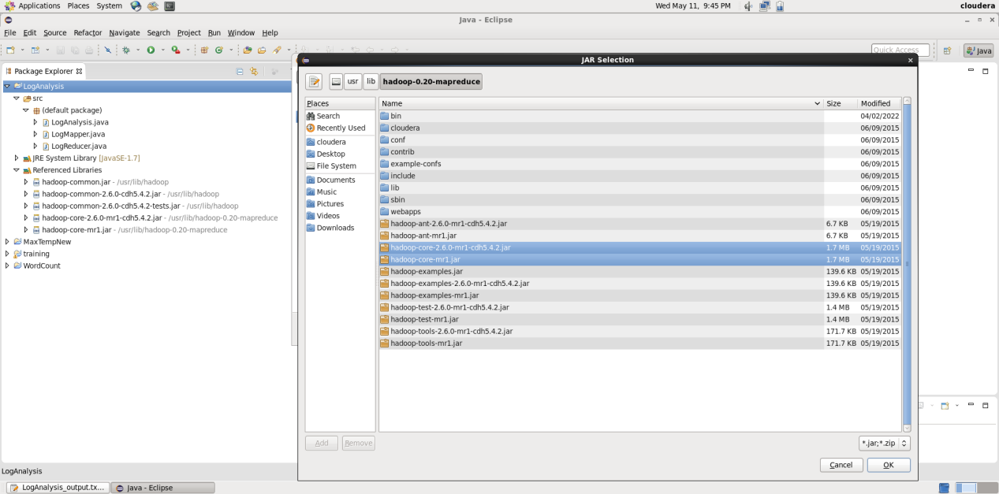 Applications Places System Wed May 11, 9:45 PM cloudera
Java - Eclipse
File Edit Source Refactor Navigate Search Project Run Window Help
Quick Access Java
Package Explorer
LogAnalysis
src
(default package)
LogAnalysis.java
LogMapper.java
LogReducer.java
JRE System Library [JavaSE-1.7]
Referenced Libraries
hadoop-common.jar - /usr/lib/hadoop
hadoop-common-2.6.0-cdh5.4.2.jar - /usr/lib/hadoop
hadoop-common-2.6.0-cdh5.4.2-tests.jar - /usr/lib/hadoop
hadoop-core-2.6.0-mr1-cdh5.4.2.jar - /usr/lib/hadoop-0.20-mapreduce
hadoop-core-mr1.jar - /usr/lib/hadoop-0.20-mapreduce
MaxTempNew
training
WordCount
JAR Selection
usr lib hadoop-0.20-mapreduce
Places
Search
Recently Used
cloudera
Desktop
File System
Documents
Music
Pictures
Videos
Downloads
Name Size Modified
bin 04/02/2022
cloudera 06/09/2015
conf 06/09/2015
contrib 06/09/2015
example-confs 06/09/2015
include 06/09/2015
lib 06/09/2015
sbin 06/09/2015
webapps 06/09/2015
hadoop-ant-2.6.0-mr1-cdh5.4.2.jar 6.7 KB 05/19/2015
hadoop-ant-mr1.jar 6.7 KB 05/19/2015
hadoop-core-2.6.0-mr1-cdh5.4.2.jar 1.7 MB 05/19/2015
hadoop-core-mr1.jar 1.7 MB 05/19/2015
hadoop-examples.jar 139.6 KB 05/19/2015
hadoop-examples-2.6.0-mr1-cdh5.4.2.jar 139.6 KB 05/19/2015
hadoop-examples-mr1.jar 139.6 KB 05/19/2015
hadoop-test-2.6.0-mr1-cdh5.4.2.jar 1.4 MB 05/19/2015
hadoop-test-mr1.jar 1.4 MB 05/19/2015
hadoop-tools-2.6.0-mr1-cdh5.4.2.jar 171.7 KB 05/19/2015
hadoop-tools-mr1.jar 171.7 KB 05/19/2015
Add Remove *.jar;*.zip
Cancel OK
LogAnalysis
LogAnalysis_output.tx... Java - Eclipse